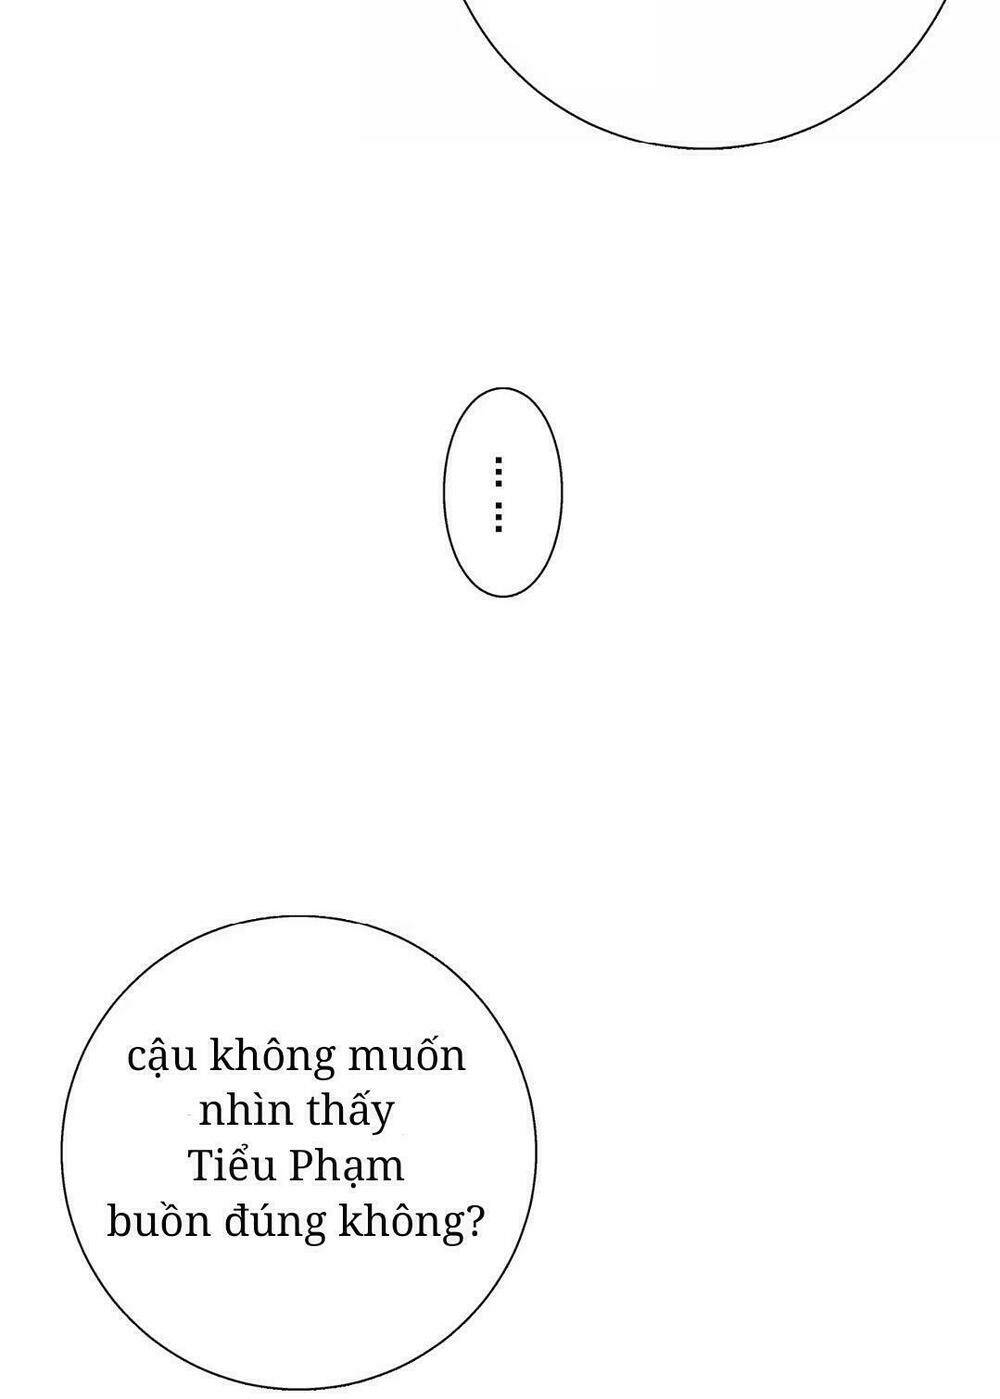 ......
cậu không muốn
nhìn thấy
Tiểu Phạm
buồn đúng không?